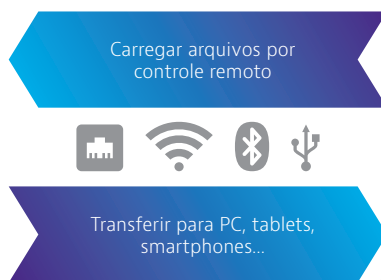 Carregar arquivos por
controle remoto
Transferir para PC, tablets,
smartphones...